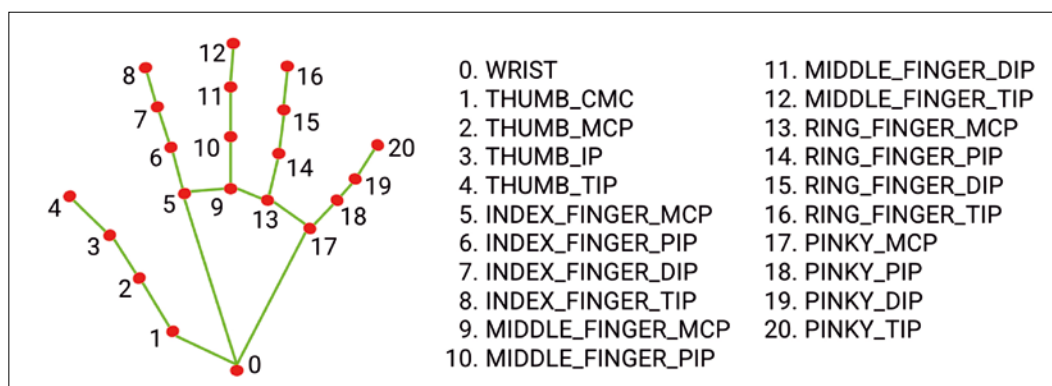 12
8
16
11
7
15
10
6
14
20
19
4
5
9
13
18
3
17
2
1
0
0. WRIST
1. THUMB_CMC
2. THUMB_MCP
3. THUMB_IP
4. THUMB_TIP
5. INDEX_FINGER_MCP
6. INDEX_FINGER_PIP
7. INDEX_FINGER_DIP
8. INDEX_FINGER_TIP
9. MIDDLE_FINGER_MCP
10. MIDDLE_FINGER_PIP
11. MIDDLE_FINGER_DIP
12. MIDDLE_FINGER_TIP
13. RING_FINGER_MCP
14. RING_FINGER_PIP
15. RING_FINGER_DIP
16. RING_FINGER_TIP
17. PINKY_MCP
18. PINKY_PIP
19. PINKY_DIP
20. PINKY_TIP